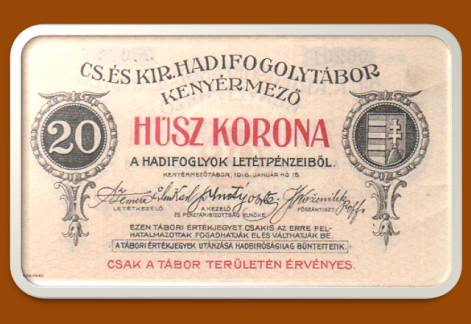 CS. ÉS KIR. HADIFOGOLYTÁBOR
KENYÉRMEZŐ
20
HÚSZ KORONA
A HADIFOGLYOK LETÉTPÉNZEIBŐL.
KENYÉRMEZŐTÁBOR, 1916. JANUÁR HÓ 15.
LETÉTKEZELŐ.
A KEZELŐ
ÉS PÉNZTÁRBIZOTTSÁG ELNÖKE.
FŐSZÁMTISZT.
EZEN TÁBORI ÉRTÉKJEGYET CSAKIS AZ ERRE FEL-
HATALMAZOTTAK FOGADHATJÁK EL ÉS VÁLTHATJÁK BE.
A TÁBORI ÉRTÉKJEGYEK UTÁNZÁSA HADBIRÓSÁGILAG BÜNTETTETIK.
CSAK A TÁBOR TERÜLETÉN ÉRVÉNYES.